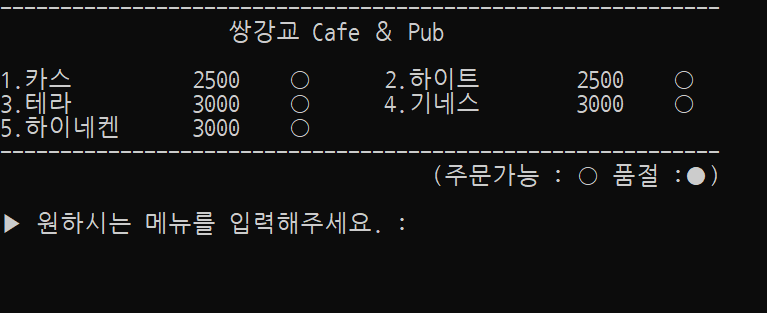 ------------------------------------------------------------
쌍강교 Cafe & Pub
1.카스 2500 ○ 2.하이트 2500 ○
3.테라 3000 ○ 4.기네스 3000 ○
5.하이네켄 3000 ○
------------------------------------------------------------
(주문가능 : ○ 품절 :●)
▶ 원하시는 메뉴를 입력해주세요. :